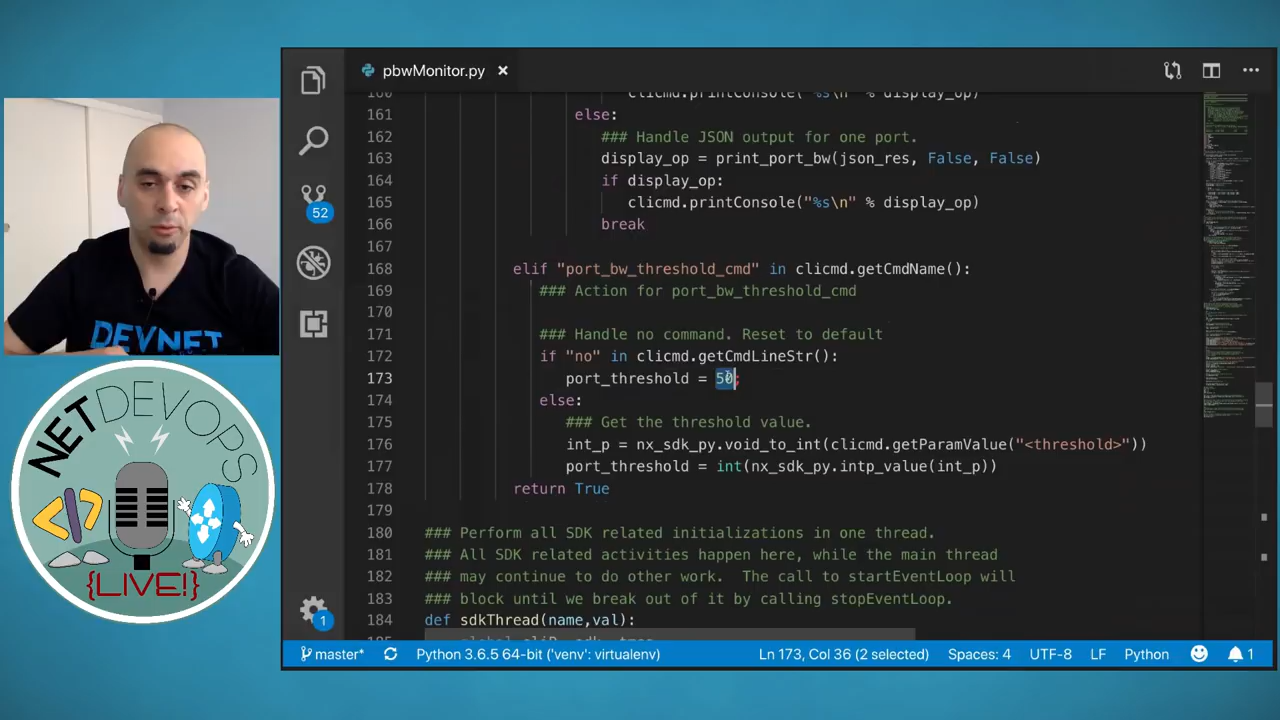 pbwMonitor.py
160 clicmd.printConsole("%s\n" % display_op)
161 else:
162 ### Handle JSON output for one port.
163 display_op = print_port_bw(json_res, False, False)
164 if display_op:
165 clicmd.printConsole("%s\n" % display_op)
166 break
167
168 elif "port_bw_threshold_cmd" in clicmd.getCmdName():
169 ### Action for port_bw_threshold_cmd
170
171 ### Handle no command. Reset to default
172 if "no" in clicmd.getCmdLineStr():
173 port_threshold = 50;
174 else:
175 ### Get the threshold value.
176 int_p = nx_sdk_py.void_to_int(clicmd.getParamValue("<threshold>"))
177 port_threshold = int(nx_sdk_py.intp_value(int_p))
178 return True
179
180 ### Perform all SDK related initializations in one thread.
181 ### All SDK related activities happen here, while the main thread
182 ### may continue to do other work.  The call to startEventLoop will
183 ### block until we break out of it by calling stopEventLoop.
184 def sdkThread(name,val):
52
1
master*
Python 3.6.5 64-bit ('venv': virtualenv)
Ln 173, Col 36 (2 selected)
Spaces: 4
UTF-8
LF
Python
1
DEVNET
NETDEVOPS
{LIVE!}